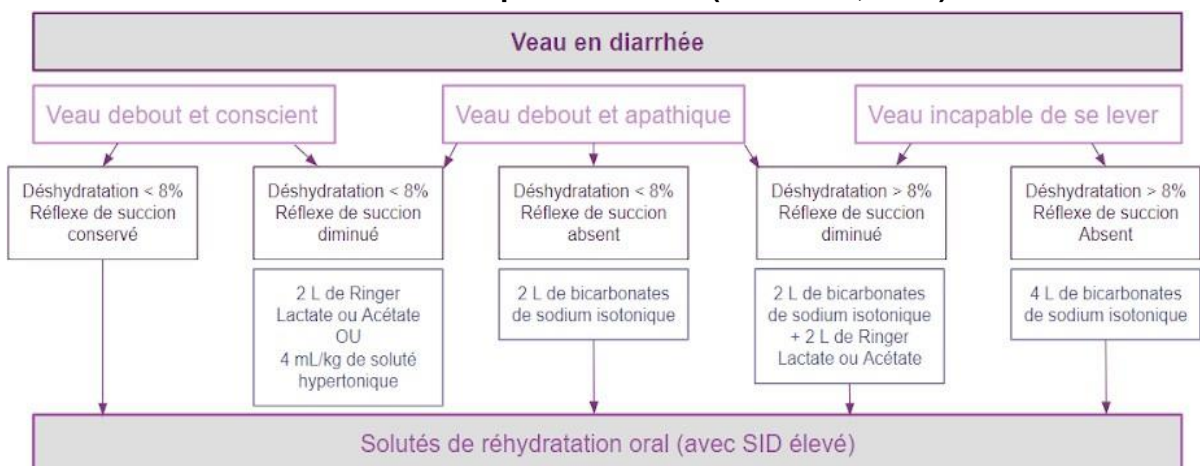 Veau en diarrhée
Veau debout et conscient
Veau debout et apathique
Veau incapable de se lever
Déshydratation < 8%
Réflexe de succion
conservé
Déshydratation < 8%
Réflexe de succion
diminué
Déshydratation < 8%
Réflexe de succion
absent
Déshydratation > 8%
Réflexe de succion
diminué
Déshydratation > 8%
Réflexe de succion
Absent
2 L de Ringer
Lactate ou Acétate
OU
4 mL/kg de soluté
hypertonique
2 L de bicarbonates
de sodium isotonique
2 L de bicarbonates
de sodium isotonique
+ 2 L de Ringer
Lactate ou Acétate
4 L de bicarbonates
de sodium isotonique
Solutés de réhydratation oral (avec SID élevé)